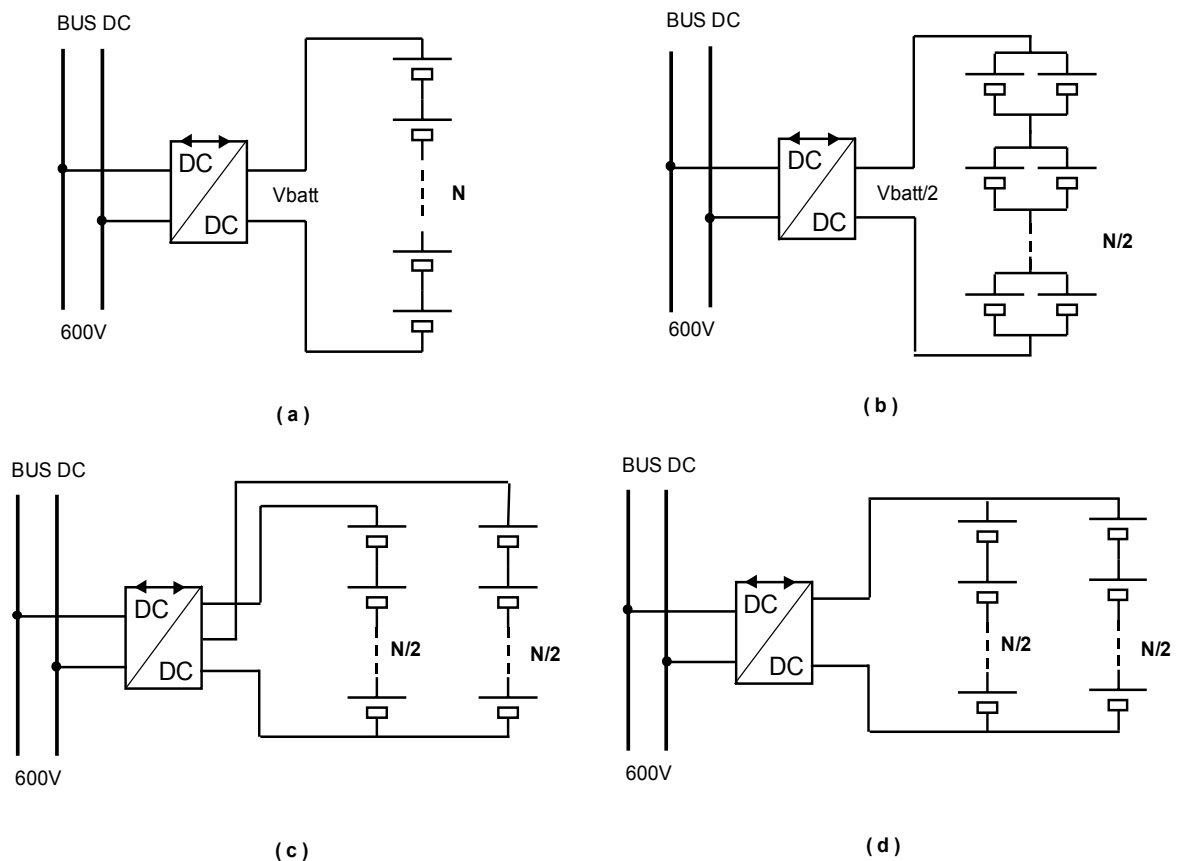 BUS DC
DC
DC
Vbatt
N
600V
( a )
BUS DC
DC
DC
Vbatt/2
N/2
600V
( b )
BUS DC
DC
DC
N/2
N/2
600V
( c )
BUS DC
DC
DC
N/2
N/2
600V
( d )